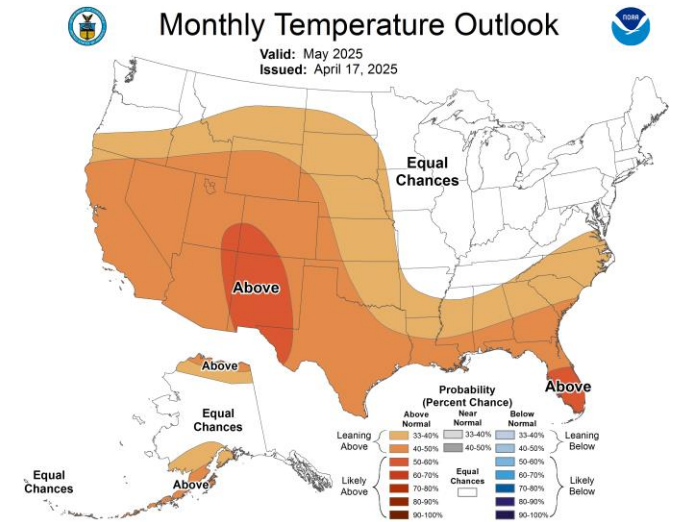 Monthly Temperature Outlook
NOAA
Valid: May 2025
Issued: April 17, 2025
Equal
Chances
Above
Above
Above
Equal
Chances
Above
Equal
Chances
Probability
(Percent Chance)
Above
Normal
Near
Normal
Below
Normal
Leaning
Above
33-40%
40-50%
33-40%
40-50%
33-40%
40-50%
Leaning
Below
Likely
Above
50-60%
60-70%
70-80%
80-90%
90-100%
Equal
Chances
50-60%
60-70%
70-80%
80-90%
90-100%
Likely
Below